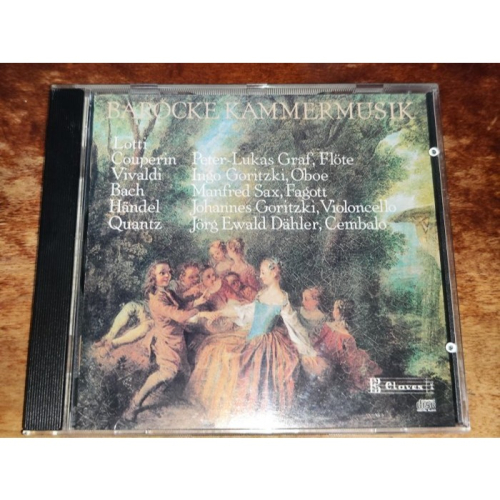 BAROCKE KAMMERMUSIK
Lotti
Couperin Peter-Lukas Graf, Flöte
Vivaldi Ingo Goritzki, Oboe
Bach Manfred Sax, Fagott
Händel Johannes Goritzki, Violoncello
Quantz Jörg Ewald Dähler, Cembalo
Claves